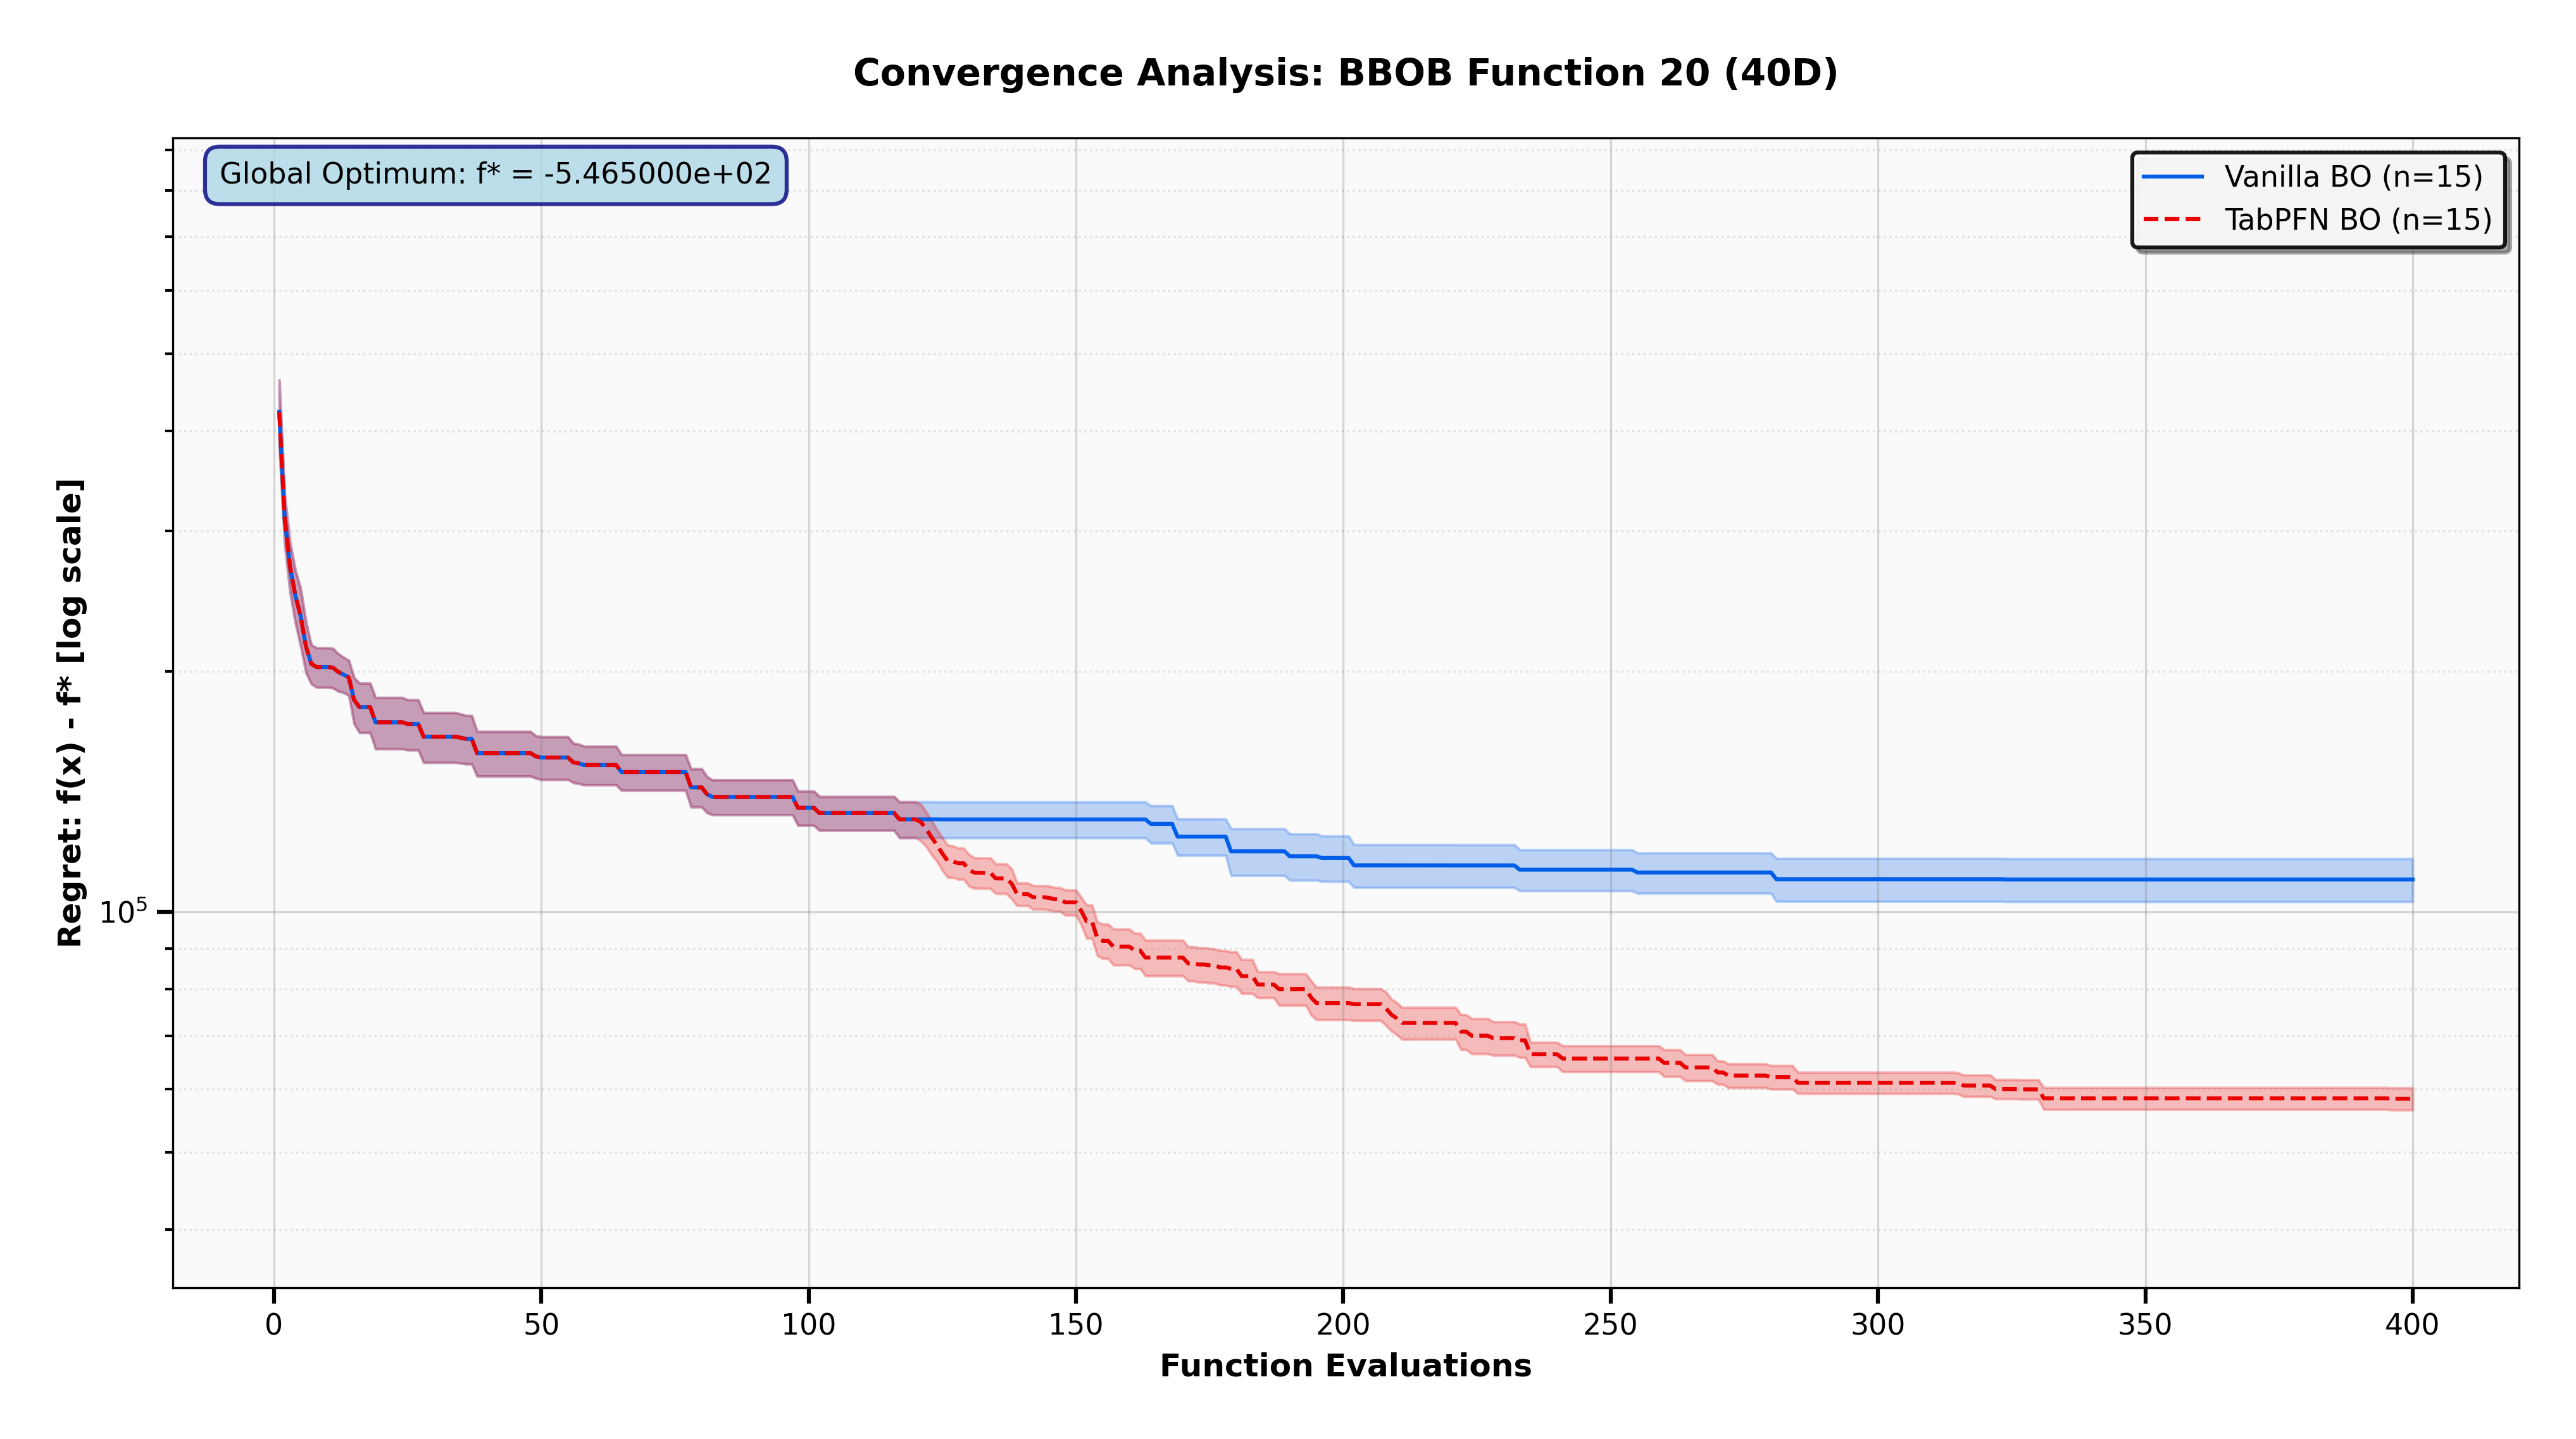 Convergence Analysis: BBOB Function 20 (40D)
Global Optimum: f* = -5.465000e+02
Vanilla BO (n=15)
TabPFN BO (n=15)
Regret: f(x) - f* [log scale]
10⁵
0 50 100 150 200 250 300 350 400
Function Evaluations